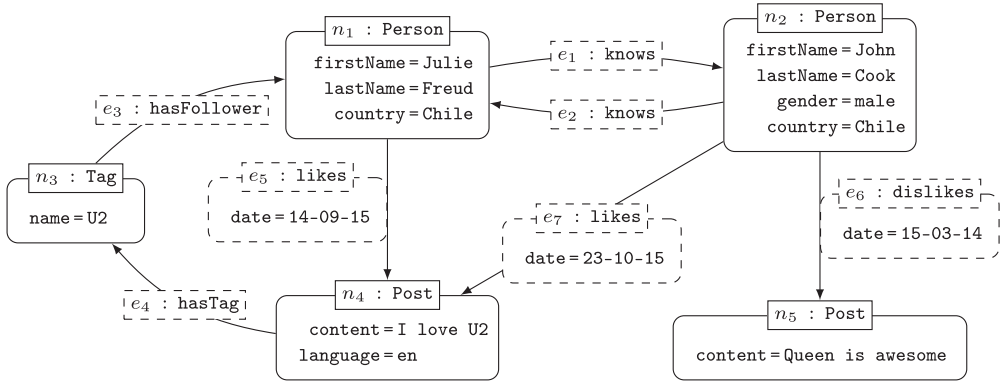 n₁ : Person
firstName = Julie
lastName = Freud
country = Chile
e₁ : knows
e₂ : knows
n₂ : Person
firstName = John
lastName = Cook
gender = male
country = Chile
e₃ : hasFollower
n₃ : Tag
name = U2
e₅ : likes
date = 14-09-15
e₇ : likes
date = 23-10-15
e₆ : dislikes
date = 15-03-14
e₄ : hasTag
n₄ : Post
content = I love U2
language = en
n₅ : Post
content = Queen is awesome